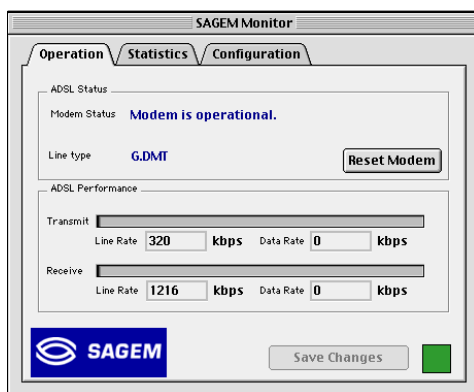 SAGEM Monitor
Operation Statistics Configuration
ADSL Status
Modem Status Modem is operational.
Line type G.DMT Reset Modem
ADSL Performance
Transmit
Line Rate 320 kbps Data Rate 0 kbps
Receive
Line Rate 1216 kbps Data Rate 0 kbps
SAGEM Save Changes